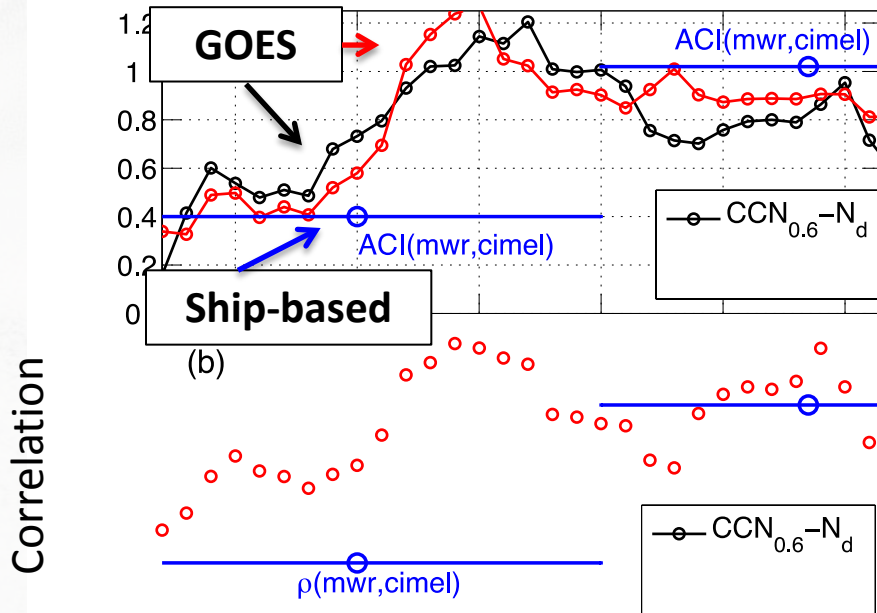 1.2
GOES
ACI(mwr,cimel)
1
0.8
0.6
CCN0.6−Nd
0.4
ACI(mwr,cimel)
0.2
Ship-based
0
(b)
Correlation
CCN0.6−Nd
ρ(mwr,cimel)